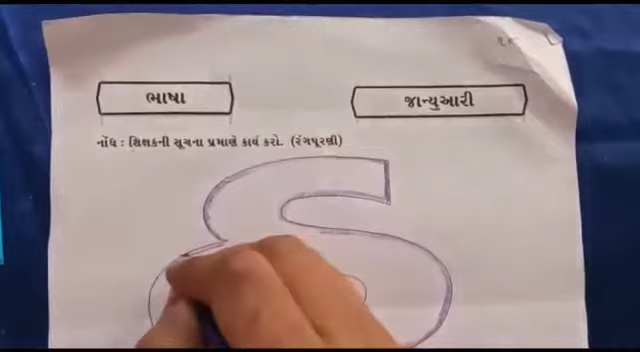 ભાષા
જાન્યુઆરી
નોંધ : શિક્ષકની સૂચના પ્રમાણે કાર્ય કરો. (રંગપૂરણી)